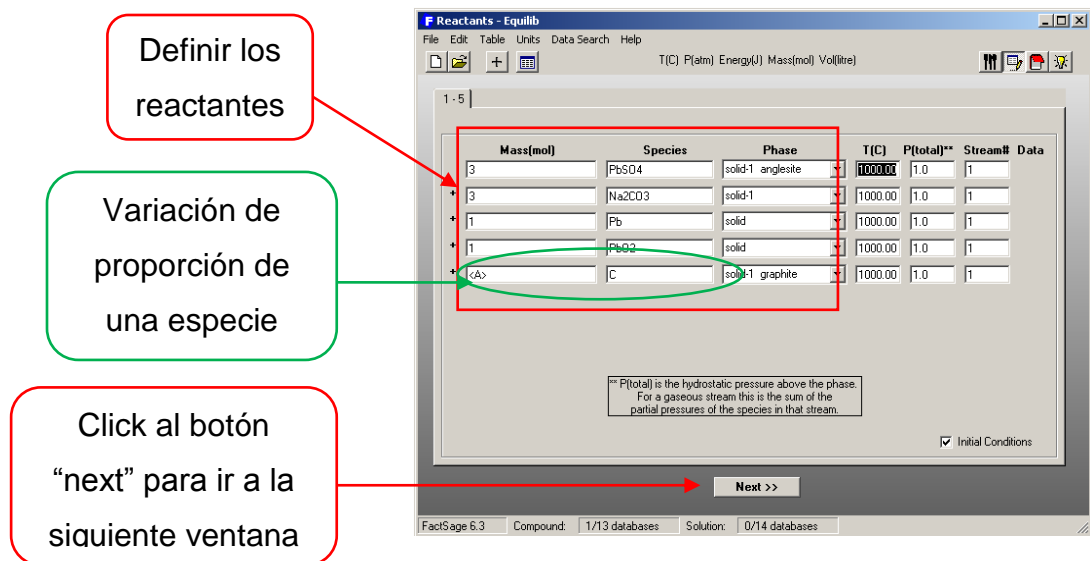 Definir los
reactantes
Variación de
proporción de
una especie
Click al botón
“next” para ir a la
siguiente ventana
F Reactants - Equilib
File Edit Table Units Data Search Help
T(C) P(atm) Energy(J) Mass(mol) Vol(litre)
1 - 5
Mass(mol) Species Phase T(C) P(total)** Stream# Data
3 PbSO4 solid-1 anglesite 1000.00 1.0 1
+ 3 Na2CO3 solid-1 1000.00 1.0 1
+ 1 Pb solid 1000.00 1.0 1
+ 1 PbO2 solid 1000.00 1.0 1
+ <A> C solid-1 graphite 1000.00 1.0 1
** P(total) is the hydrostatic pressure above the phase.
For a gaseous stream this is the sum of the
partial pressures of the species in that stream.
Initial Conditions
Next >>
FactSage 6.3 Compound: 1/13 databases Solution: 0/14 databases